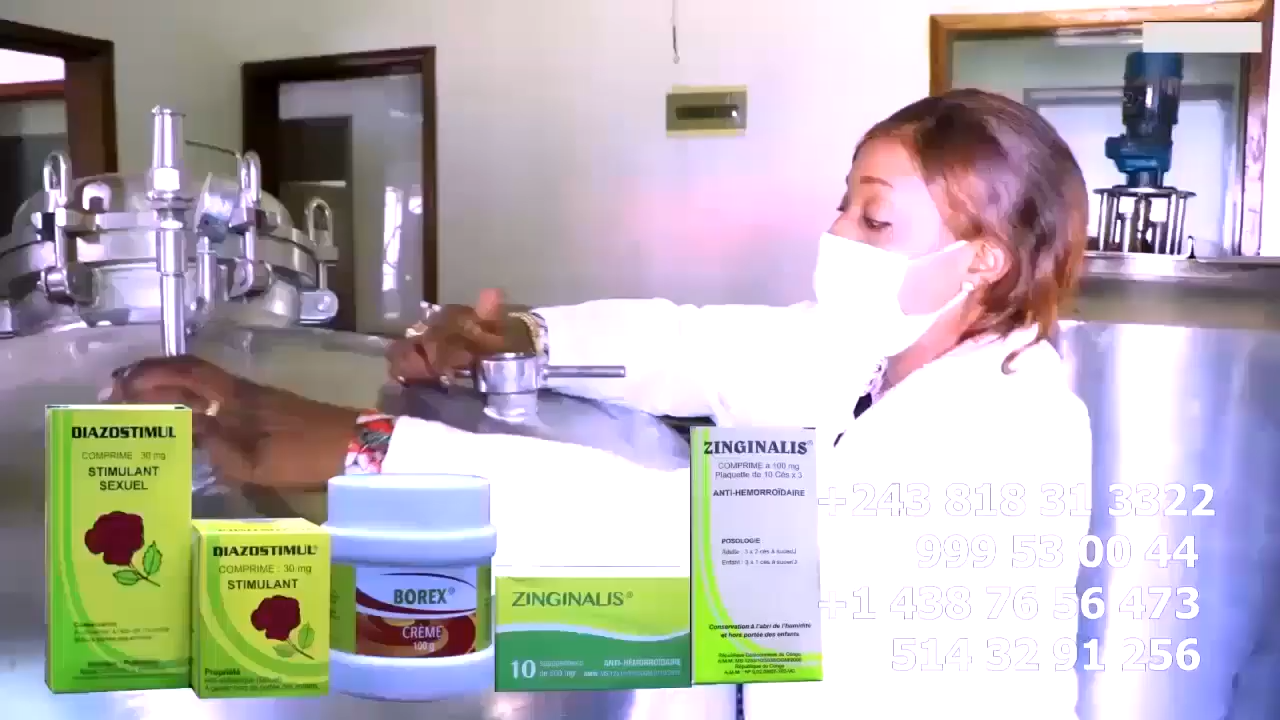 DIAZOSTIMUL
COMPRIME : 30 mg
STIMULANT
SEXUEL
DIAZOSTIMUL®
COMPRIME : 30 mg
STIMULANT
Propriété
BOREX®
CRÈME
100 g
ZINGINALIS®
10
ANTI-HÉMORROÏDAIRE
ZINGINALIS®
COMPRIME a 100 mg
Plaquette de 10 Cés x 3
ANTI-HEMORROÏDAIRE
POSOLOGIE
Conservation à l'abri de l'humidité
et hors portée des enfants
+243 818 31 3322
999 53 00 44
+1 438 76 56 473
514 32 91 256